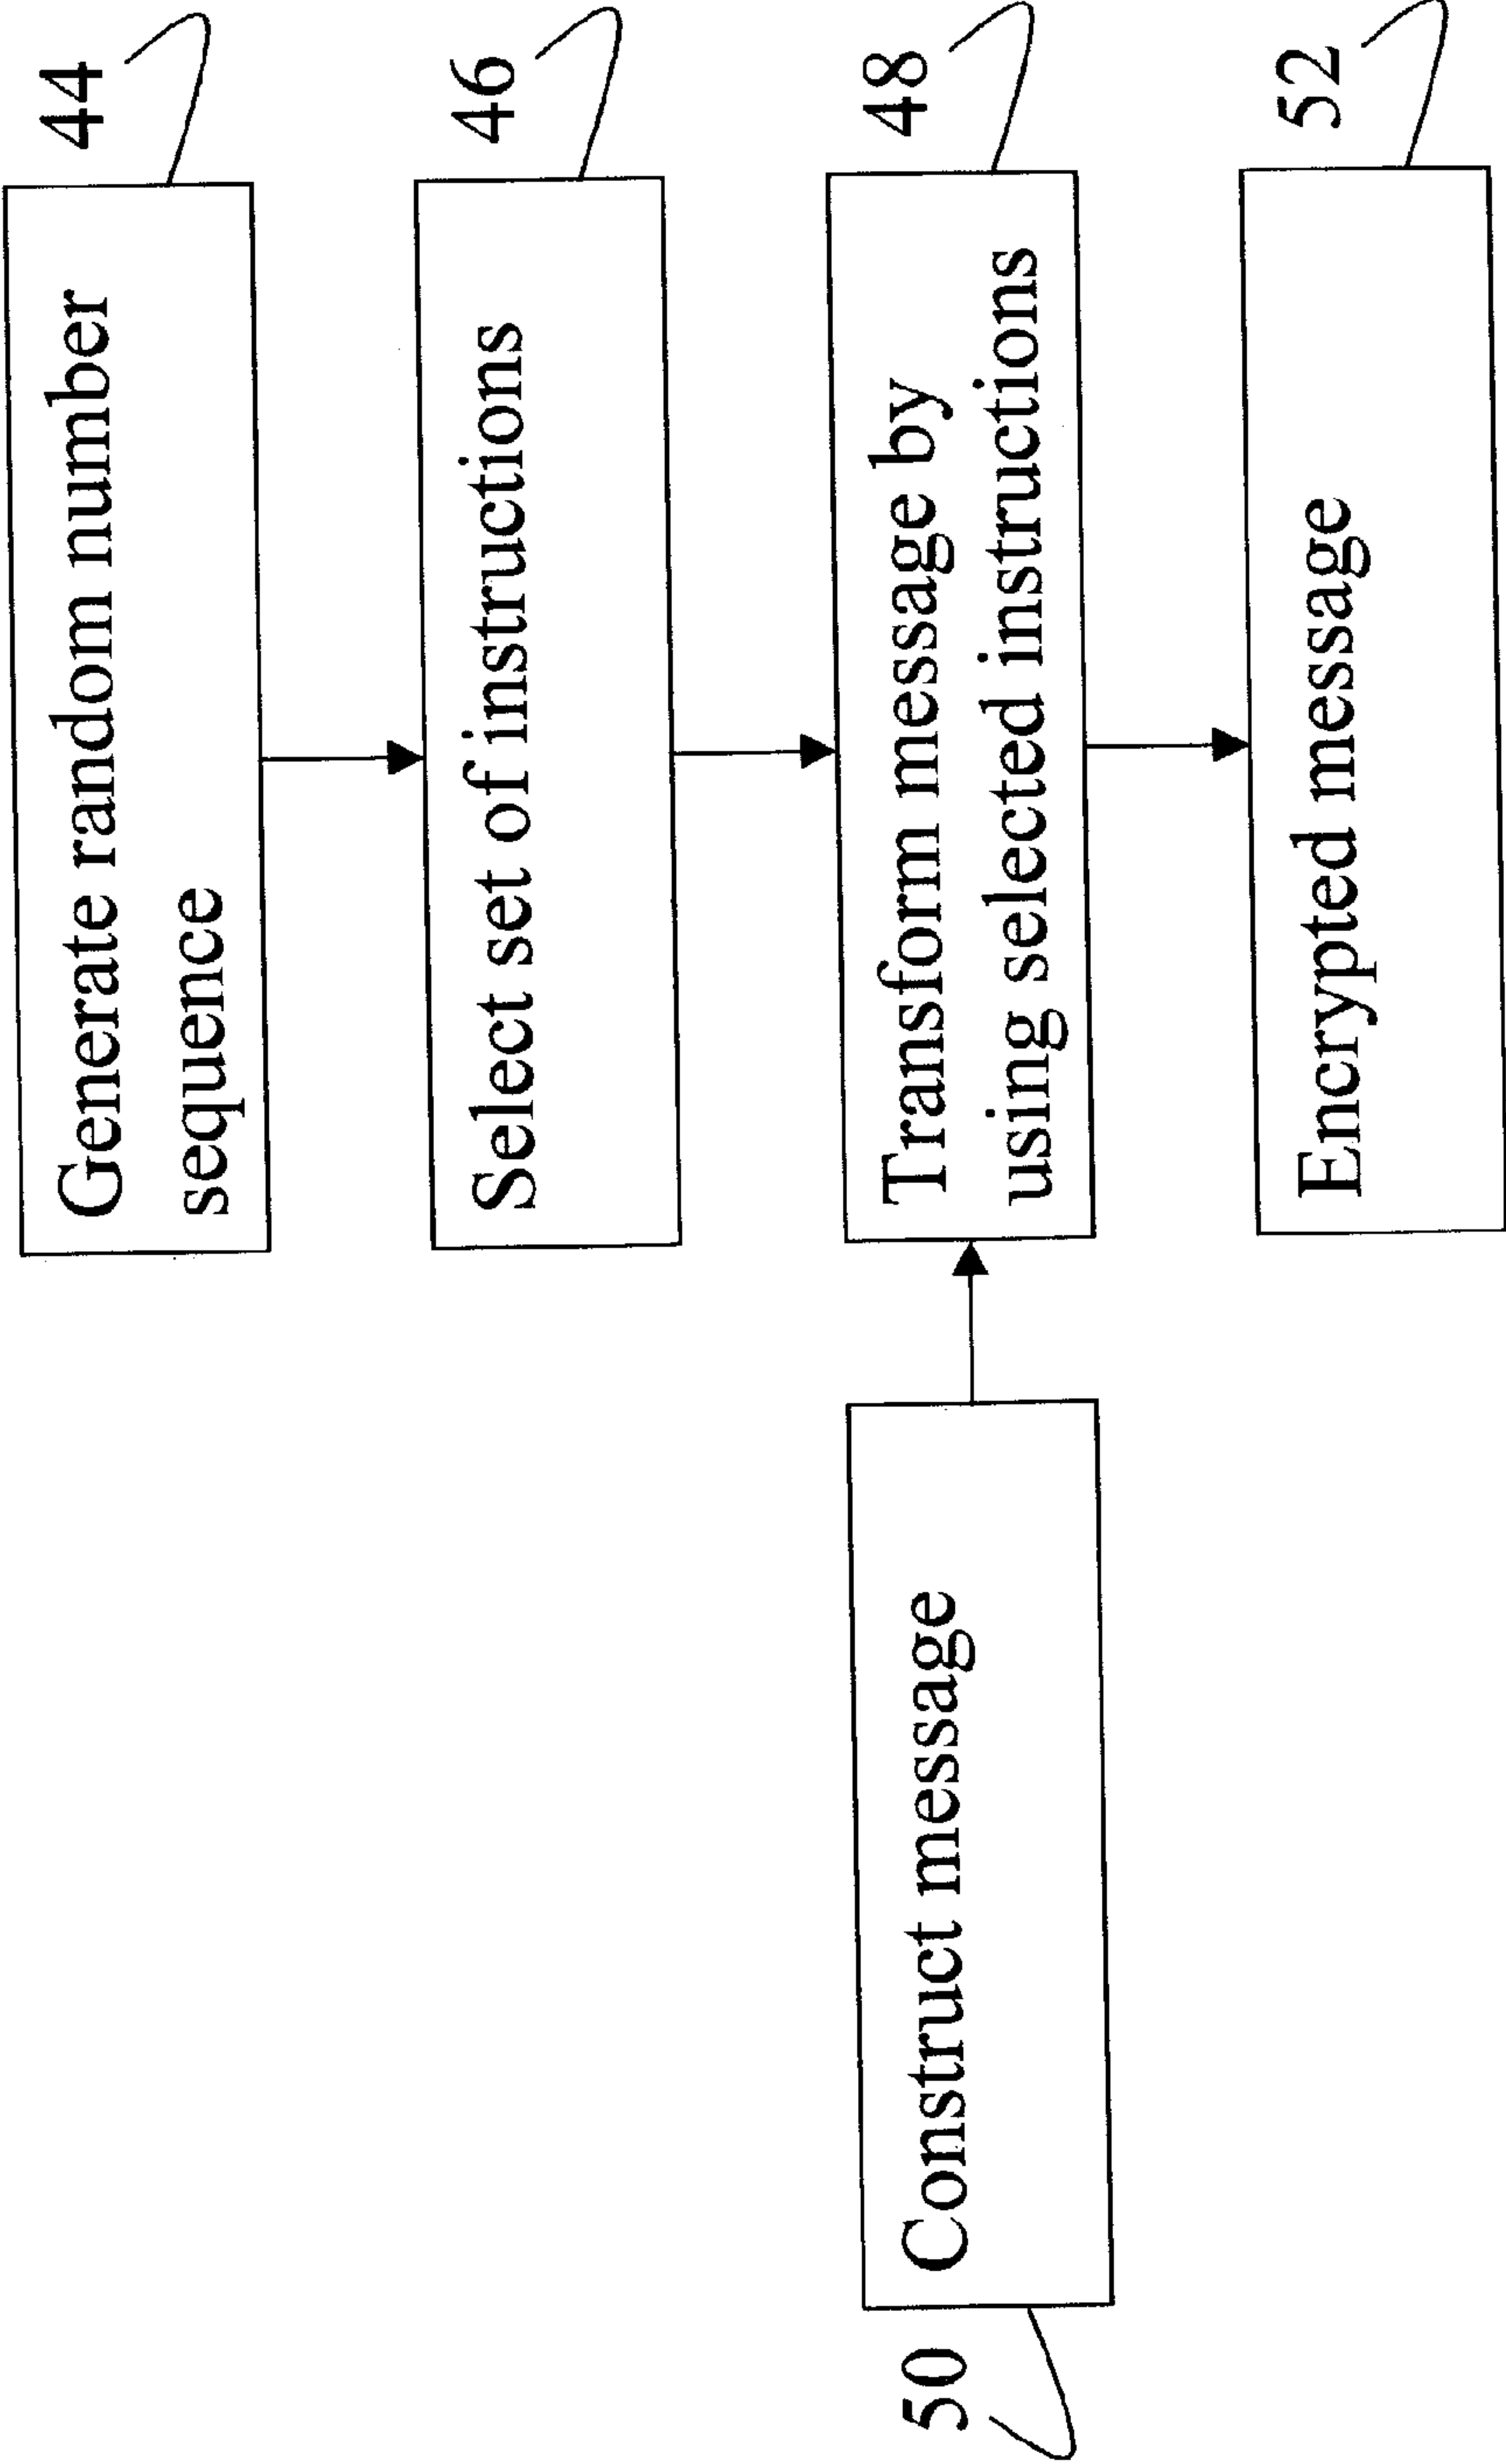 Generate random number
sequence
44
Select set of instructions
46
50
Construct message
Transform message by
using selected instructions
48
Encrypted message
52